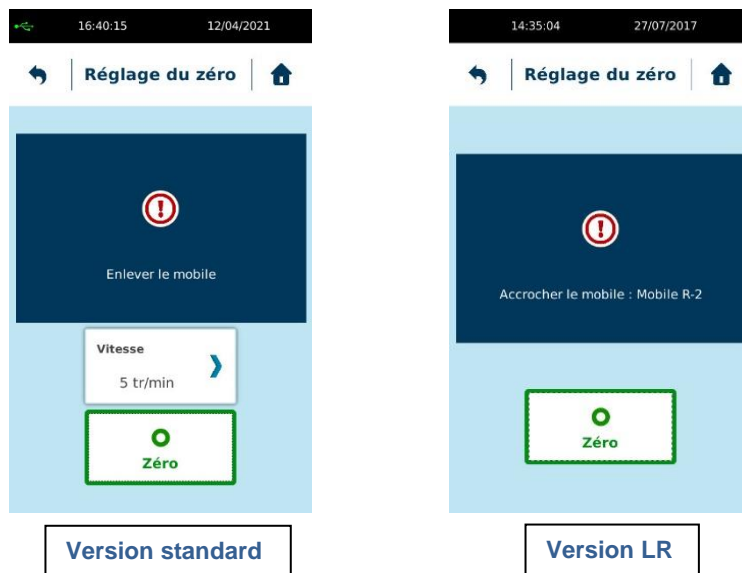 16:40:15 12/04/2021
Réglage du zéro
Enlever le mobile
Vitesse
5 tr/min
Zéro
Version standard
14:35:04 27/07/2017
Réglage du zéro
Accrocher le mobile : Mobile R-2
Zéro
Version LR